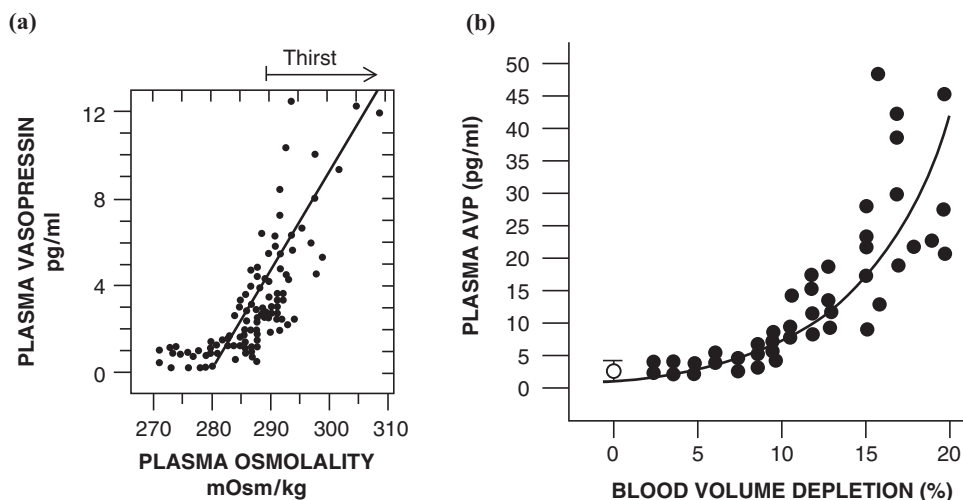 (a)
Thirst
PLASMA VASOPRESSIN
pg/ml
12
8
4
0
270 280 290 300 310
PLASMA OSMOLALITY
mOsm/kg
(b)
PLASMA AVP (pg/ml)
50
45
40
35
30
25
20
15
10
5
0
0 5 10 15 20
BLOOD VOLUME DEPLETION (%)